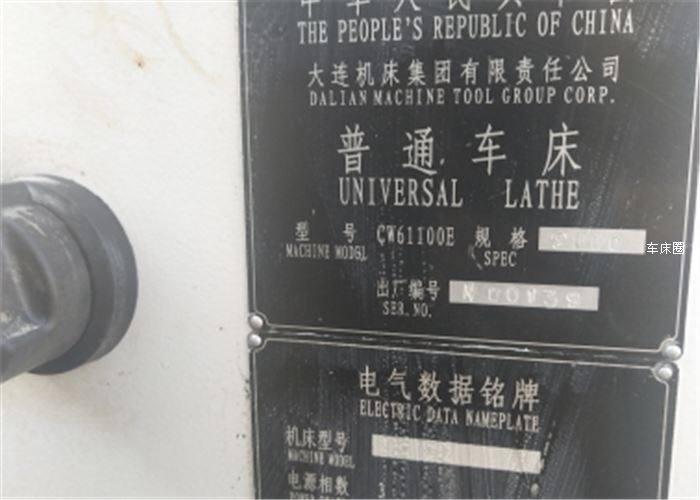 THE PEOPLE'S REPUBLIC OF CHINA
大连机床集团有限责任公司
DALIAN MACHINE TOOL GROUP CORP.
普通车床
UNIVERSAL LATHE
型号 CW61100E 规格
MACHINE MODEL SPEC
车床圈
出厂编号
SER.NO.
电气数据铭牌
ELECTRIC DATA NAMEPLATE
机床型号
MACHINE MODEL
电源相数 3